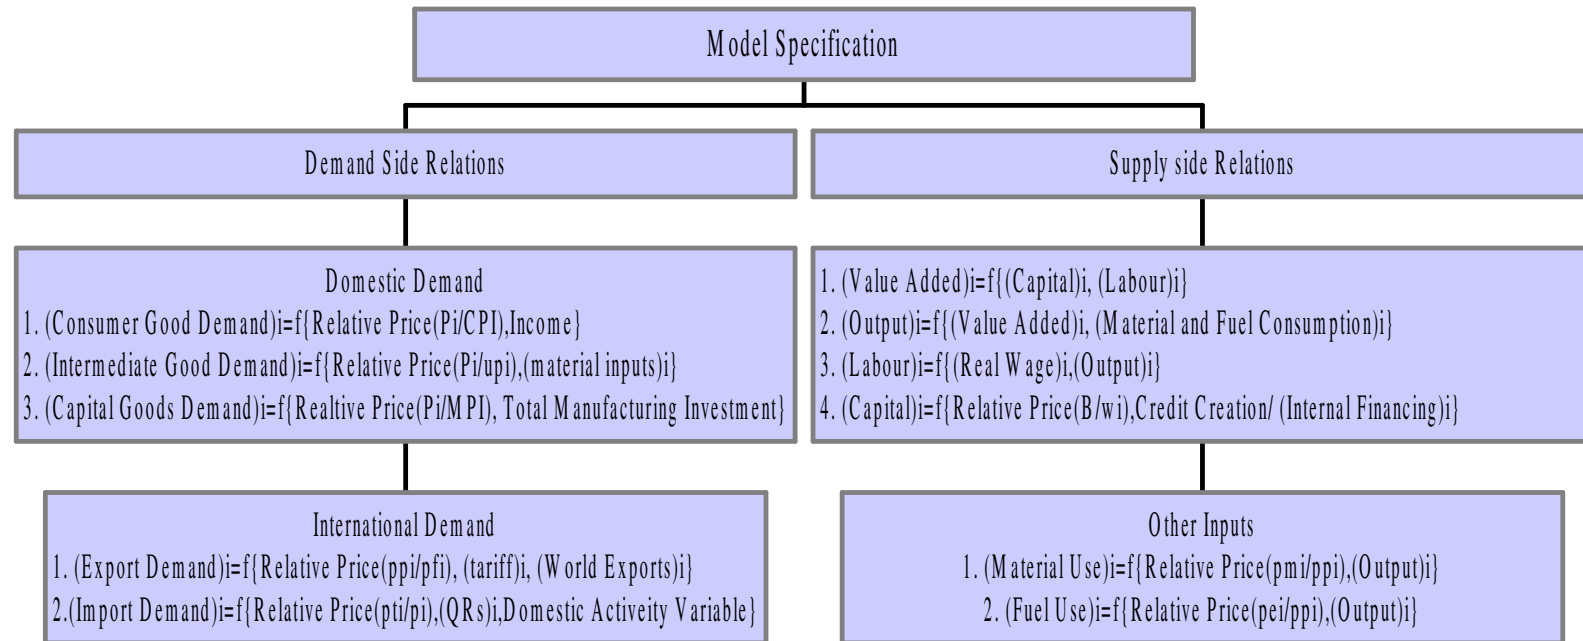 Model Specification
Demand Side Relations
Supply side Relations
Domestic Demand
1. (Consumer Good Demand)i=f{Relative Price(Pi/CPI),Income}
2. (Intermediate Good Demand)i=f{Relative Price(Pi/upi),(material inputs)i}
3. (Capital Goods Demand)i=f{Realtive Price(Pi/MPI), Total Manufacturing Investment}
1. (Value Added)i=f{(Capital)i, (Labour)i}
2. (Output)i=f{(Value Added)i, (Material and Fuel Consumption)i}
3. (Labour)i=f{(Real Wage)i,(Output)i}
4. (Capital)i=f{Relative Price(B/wi),Credit Creation/ (Internal Financing)i}
International Demand
1. (Export Demand)i=f{Relative Price(ppi/pfi), (tariff)i, (World Exports)i}
2.(Import Demand)i=f{Relative Price(pti/pi),(QRs)i,Domestic Activeity Variable}
Other Inputs
1. (Material Use)i=f{Relative Price(pmi/ppi),(Output)i}
2. (Fuel Use)i=f{Relative Price(pei/ppi),(Output)i}